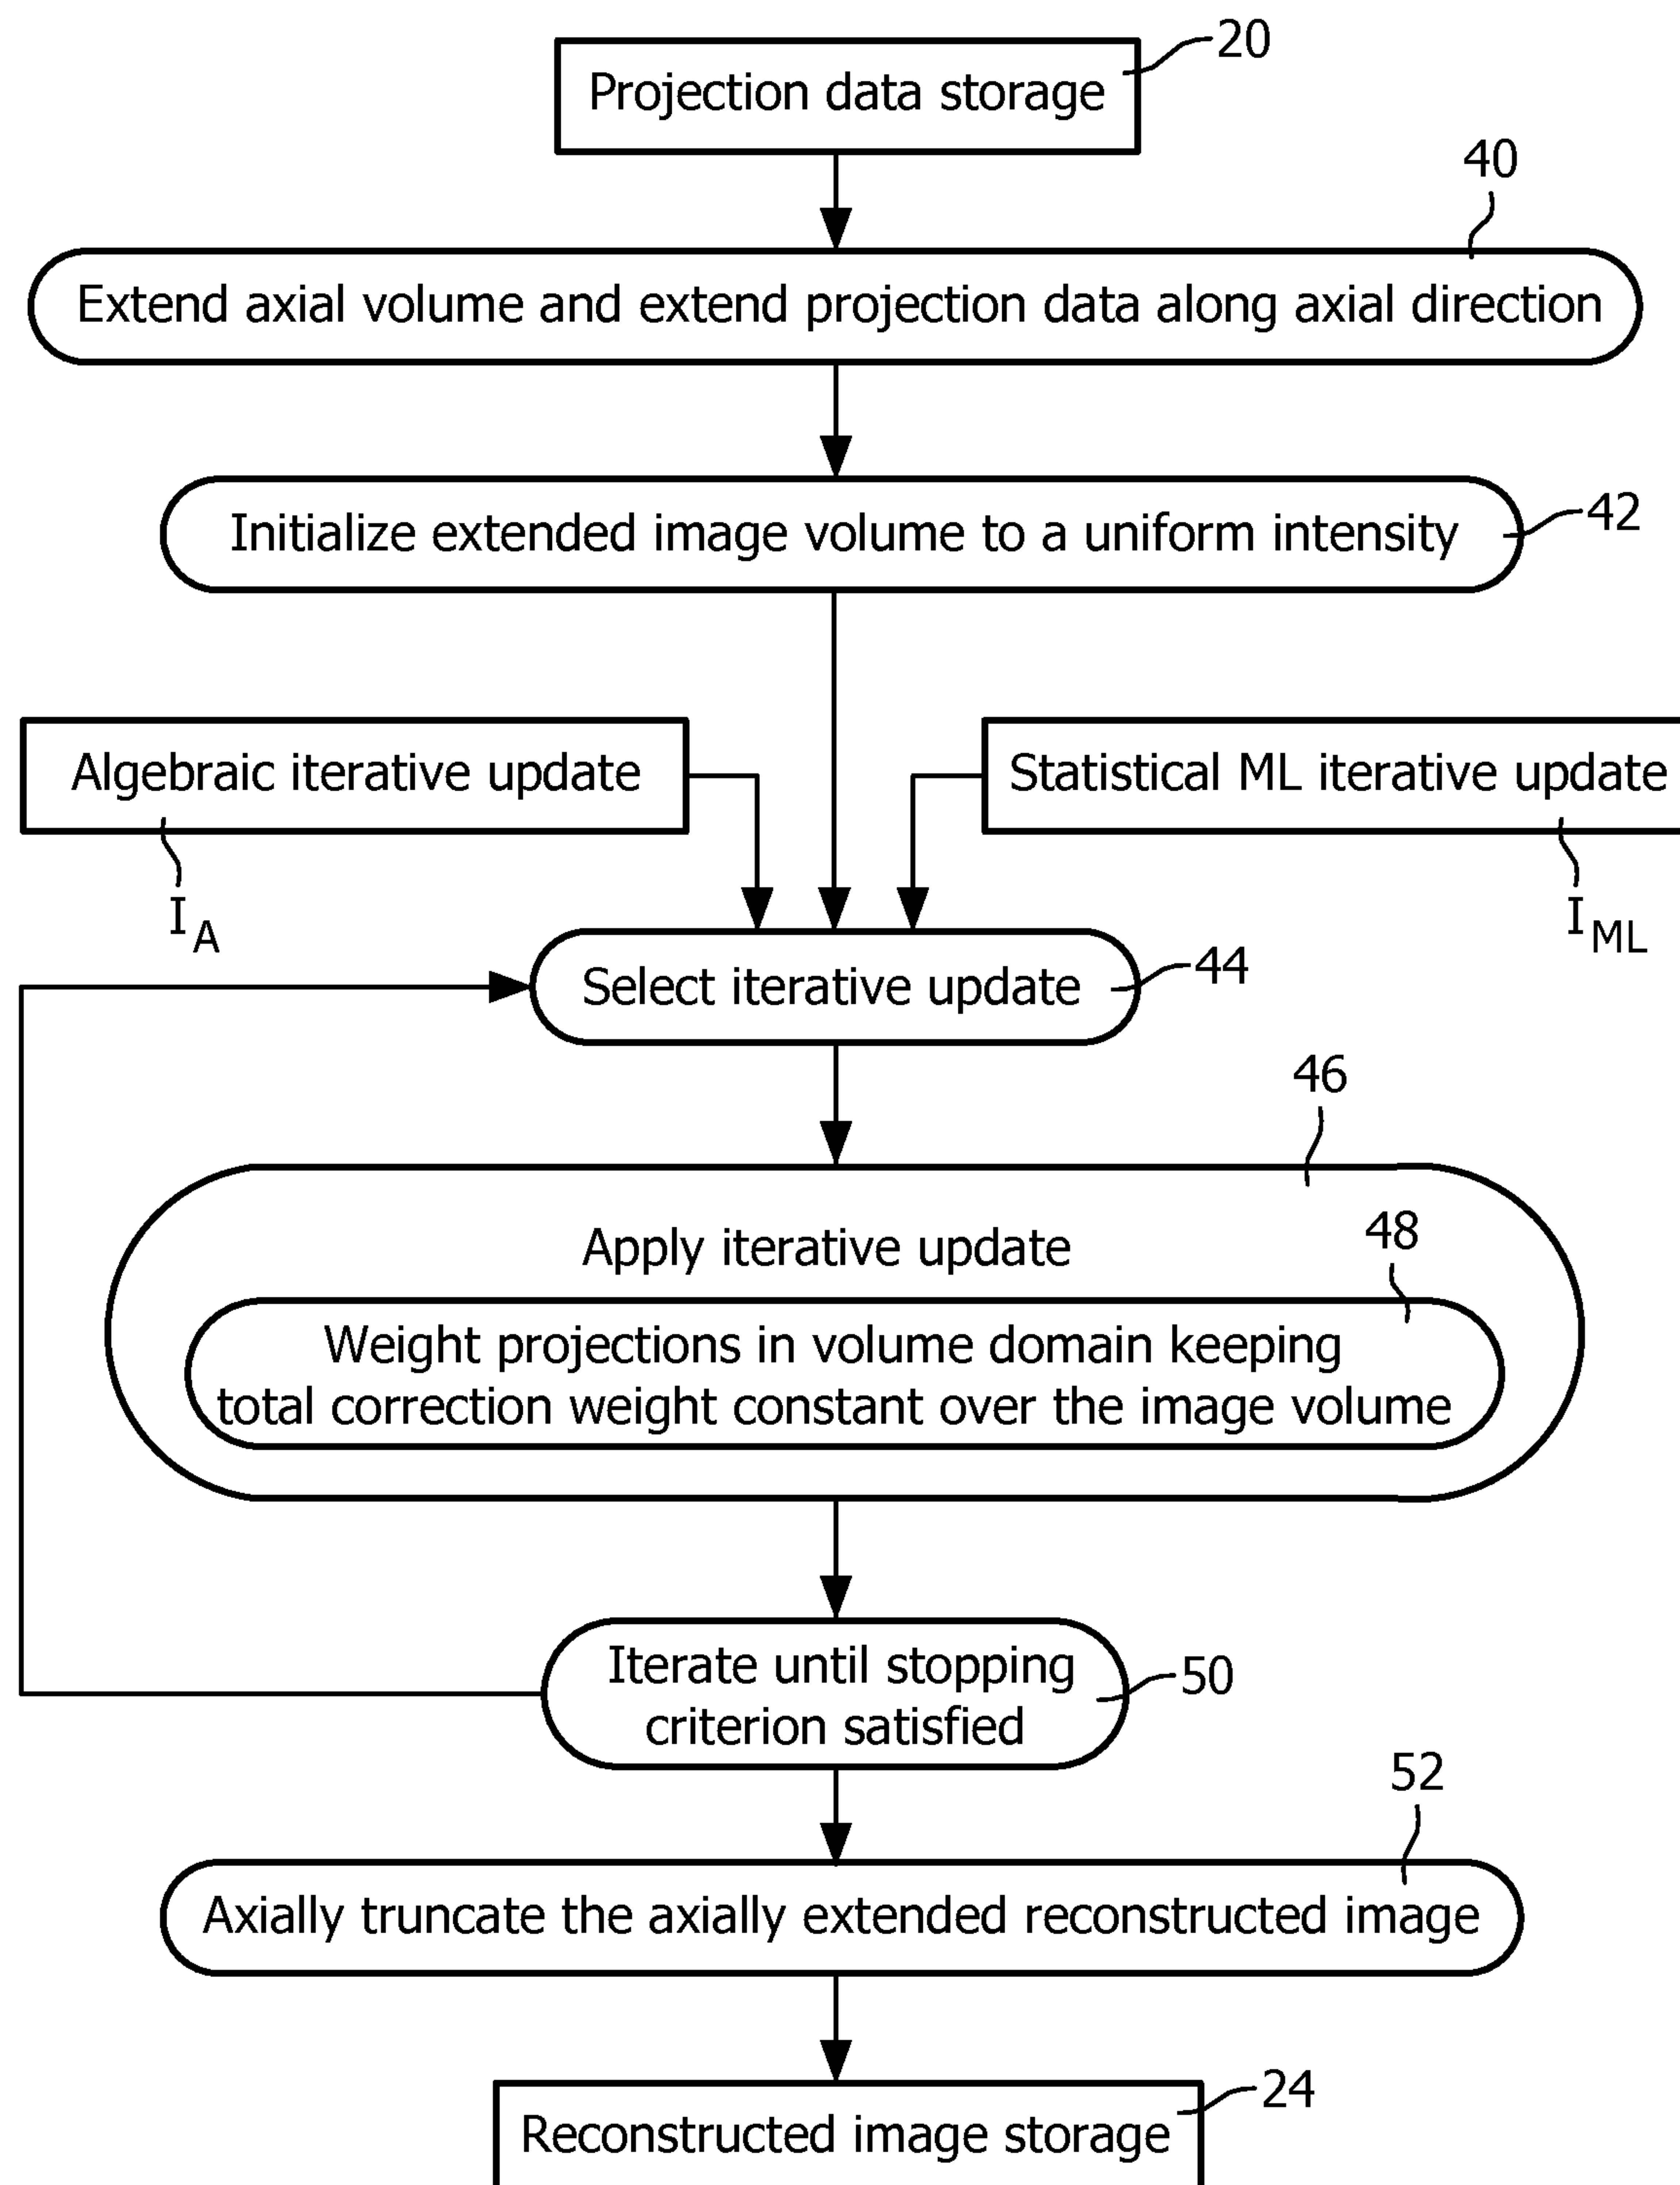 20
Projection data storage
40
Extend axial volume and extend projection data along axial direction
Initialize extended image volume to a uniform intensity
42
Algebraic iterative update
Statistical ML iterative update
I A
I ML
Select iterative update
44
46
Apply iterative update
48
Weight projections in volume domain keeping
total correction weight constant over the image volume
Iterate until stopping
criterion satisfied
50
52
Axially truncate the axially extended reconstructed image
24
Reconstructed image storage